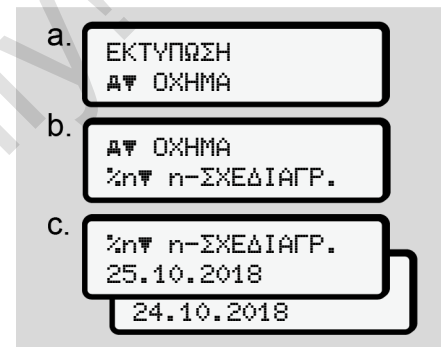 a.
ΕΚΤΥΠΩΣΗ
▼ ΟΧΗΜΑ
b.
▼ ΟΧΗΜΑ
%n▼ n-ΣΧΕΔΙΑΓΡ.
c.
%n▼ n-ΣΧΕΔΙΑΓΡ.
25.10.2018
24.10.2018